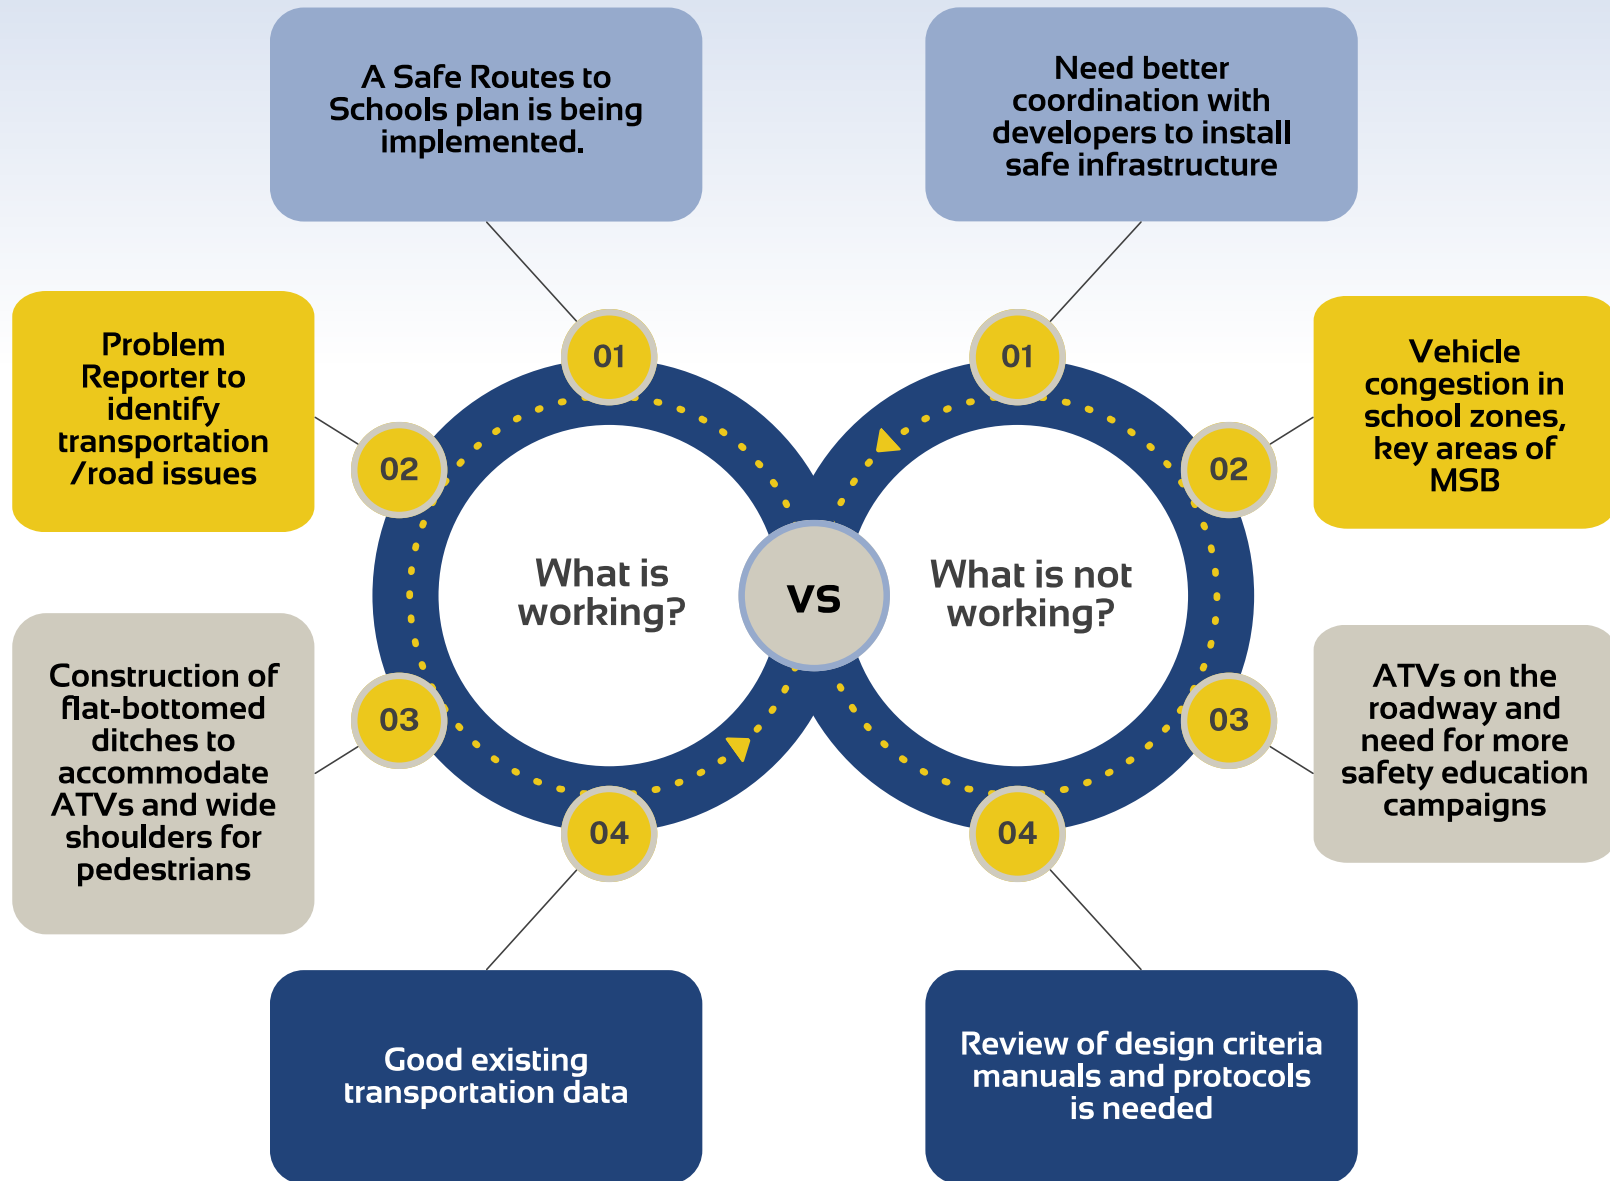 A Safe Routes to
Schools plan is being
implemented.
Need better
coordination with
developers to install
safe infrastructure
Problem
Reporter to
identify
transportation
/road issues
Vehicle
congestion in
school zones,
key areas of
MSB
01
02
03
04
01
02
03
04
What is
working?
VS
What is not
working?
Construction of
flat-bottomed
ditches to
accommodate
ATVs and wide
shoulders for
pedestrians
ATVs on the
roadway and
need for more
safety education
campaigns
Good existing
transportation data
Review of design criteria
manuals and protocols
is needed